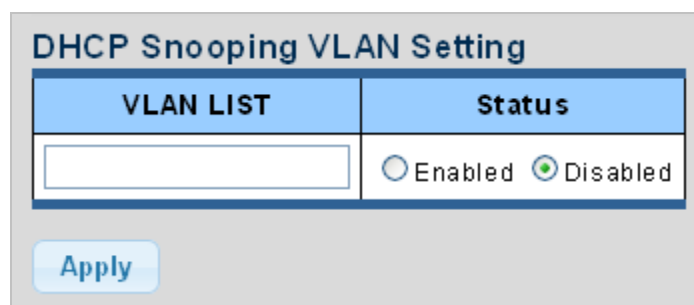 DHCP Snooping VLAN Setting
VLAN LIST Status
Enabled Disabled
Apply